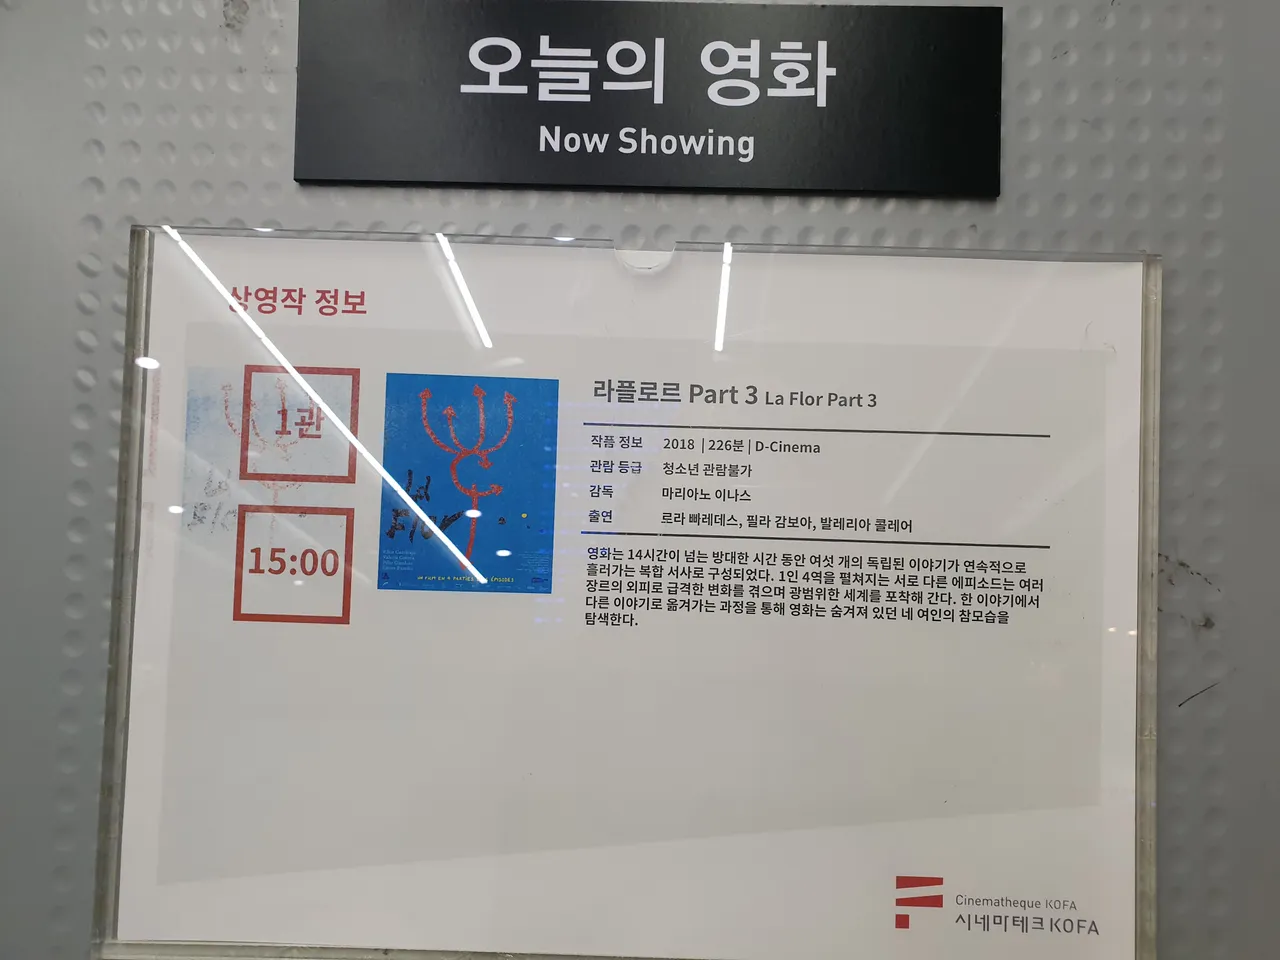 오늘의 영화
Now Showing
상영작 정보
1관
15:00
라플로르 Part 3 La Flor Part 3
작품 정보 2018 | 226분 | D-Cinema
관람 등급 청소년 관람불가
감독 마리아노 이나스
출연 로라 빠레데스, 필라 감보아, 발레리아 콜레어
영화는 14시간이 넘는 방대한 시간 동안 여섯 개의 독립된 이야기가 연속적으로
흘러가는 복합 서사로 구성되었다. 1인 4역을 펼쳐지는 서로 다른 에피소드는 여러
장르의 외피로 급격한 변화를 겪으며 광범위한 세계를 포착해 간다. 한 이야기에서
다른 이야기로 옮겨가는 과정을 통해 영화는 숨겨져 있던 네 여인의 참모습을
탐색한다.
Cinematheque KOFA
시네마테크 KOFA